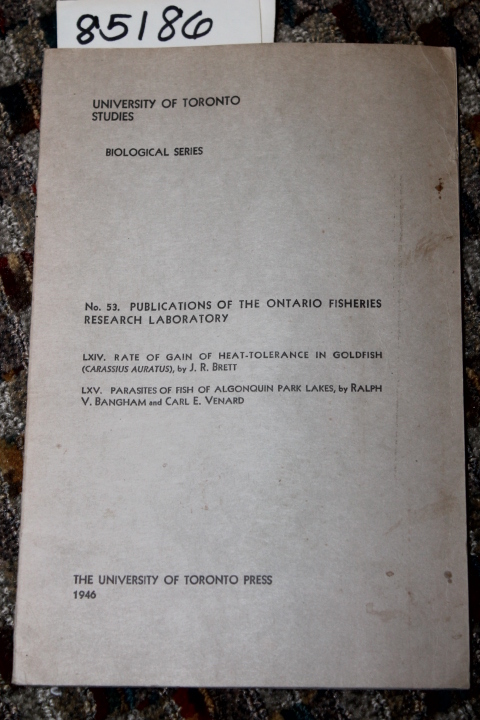 85186
UNIVERSITY OF TORONTO
STUDIES
BIOLOGICAL SERIES
No. 53. PUBLICATIONS OF THE ONTARIO FISHERIES
RESEARCH LABORATORY
LXIV. RATE OF GAIN OF HEAT-TOLERANCE IN GOLDFISH
(CARASSIUS AURATUS), by J. R. BRETT
LXV. PARASITES OF FISH OF ALGONQUIN PARK LAKES, by RALPH
V. BANGHAM and CARL E. VENARD
THE UNIVERSITY OF TORONTO PRESS
1946